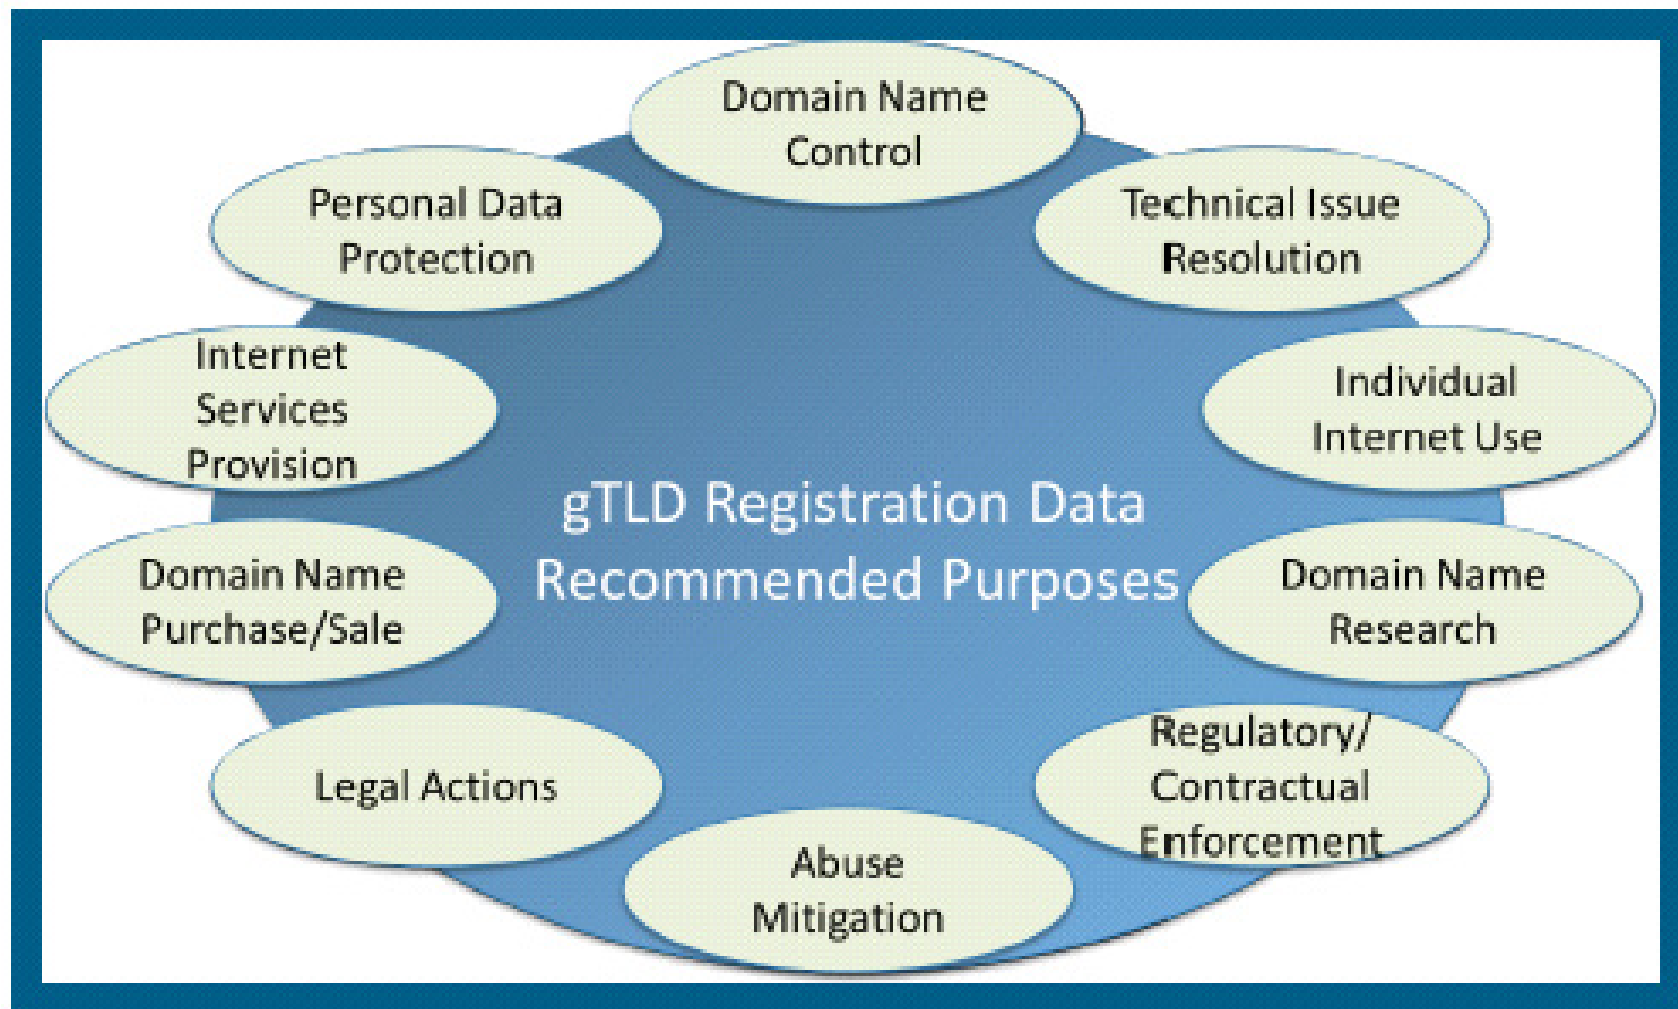 Domain Name
Control
Personal Data
Protection
Technical Issue
Resolution
Internet
Services
Provision
Individual
Internet Use
gTLD Registration Data
Recommended Purposes
Domain Name
Purchase/Sale
Domain Name
Research
Legal Actions
Regulatory/
Contractual
Enforcement
Abuse
Mitigation